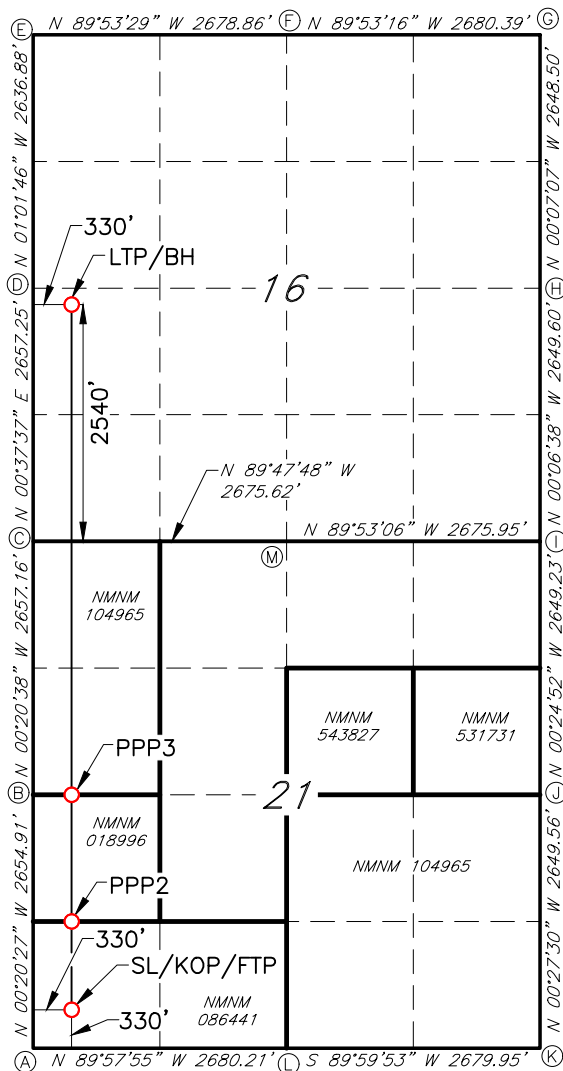 N 89°53'29" W 2678.86'
N 89°53'16" W 2680.39'
E
F
G
N 01°01'46" W 2636.88'
N 00°07'07" W 2648.50'
330'
LTP/BH
D
16
H
N 00°37'37" E 2657.25'
2540'
N 00°06'38" W 2649.60'
N 89°47'48" W
2675.62'
N 89°53'06" W 2675.95'
C
M
I
NMNM
104965
N 00°20'38" W 2657.16'
N 00°24'52" W 2649.23'
NMNM
543827
NMNM
531731
PPP3
B
21
J
NMNM
018996
NMNM 104965
N 00°20'27" W 2654.91'
N 00°27'30" W 2649.56'
PPP2
330'
SL/KOP/FTP
NMNM
086441
330'
A
N 89°57'55" W 2680.21'
L
S 89°59'53" W 2679.95'
K